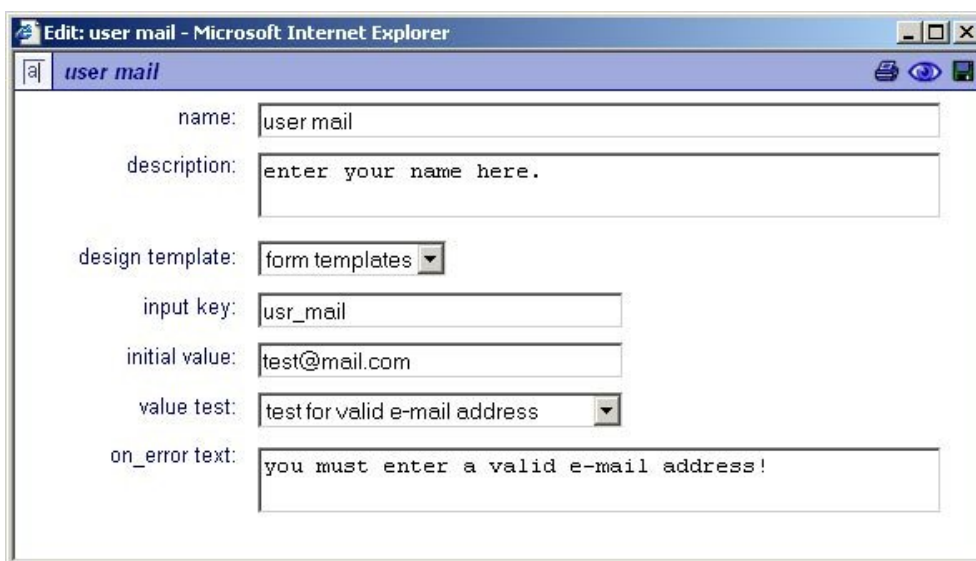 Edit: user mail - Microsoft Internet Explorer
a user mail
name: user mail
description: enter your name here.
design template: form templates
input key: usr_mail
initial value: test@mail.com
value test: test for valid e-mail address
on_error text: you must enter a valid e-mail address!